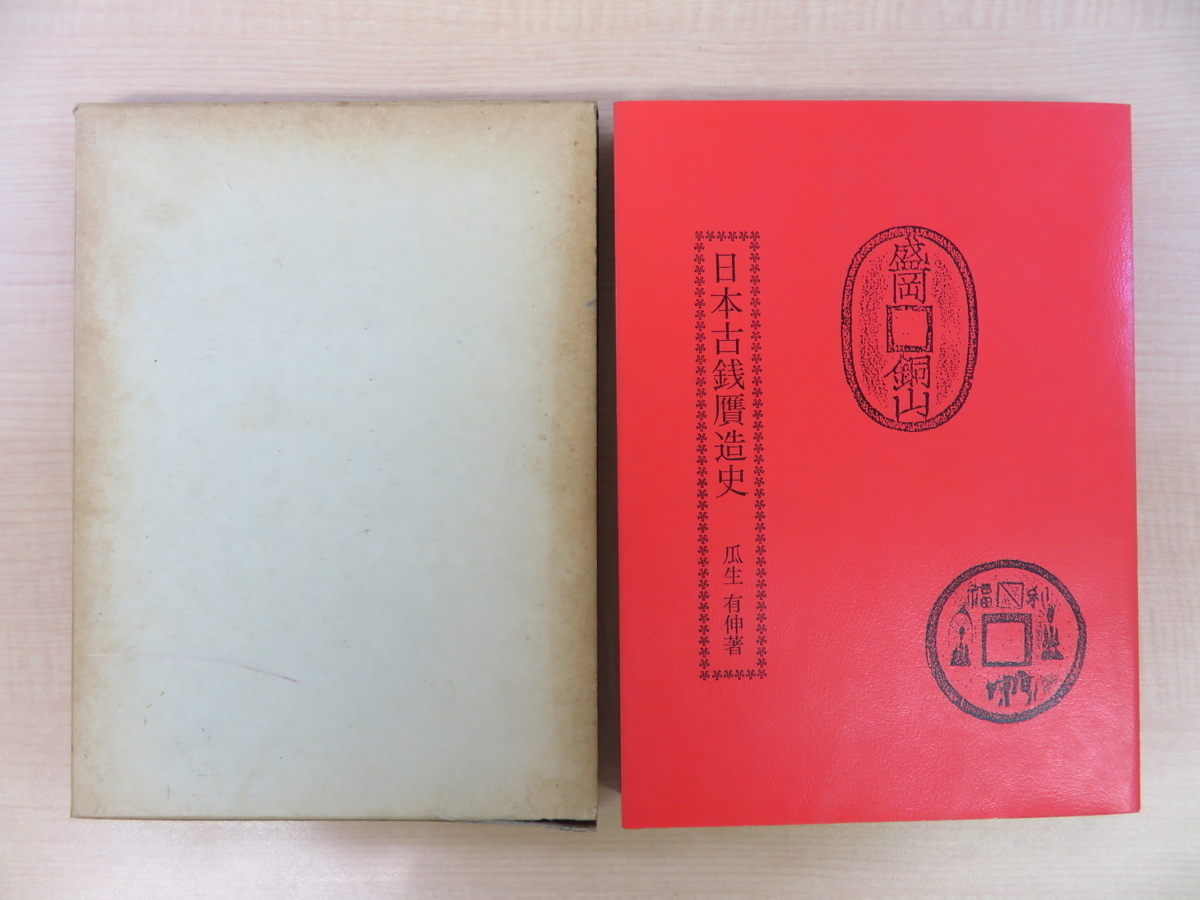 日本古銭贋造史
瓜生 有伸著
盛岡
銅山